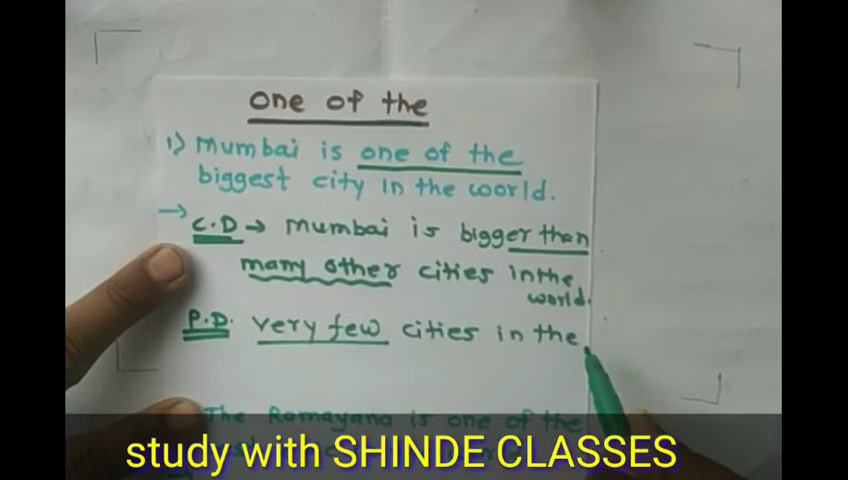 One of the
1) Mumbai is one of the
biggest city in the world.
→ C.D → Mumbai is bigger than
many other cities in the
world.
P.D. very few cities in the
The Ramayana is one of the
study with SHINDE CLASSES